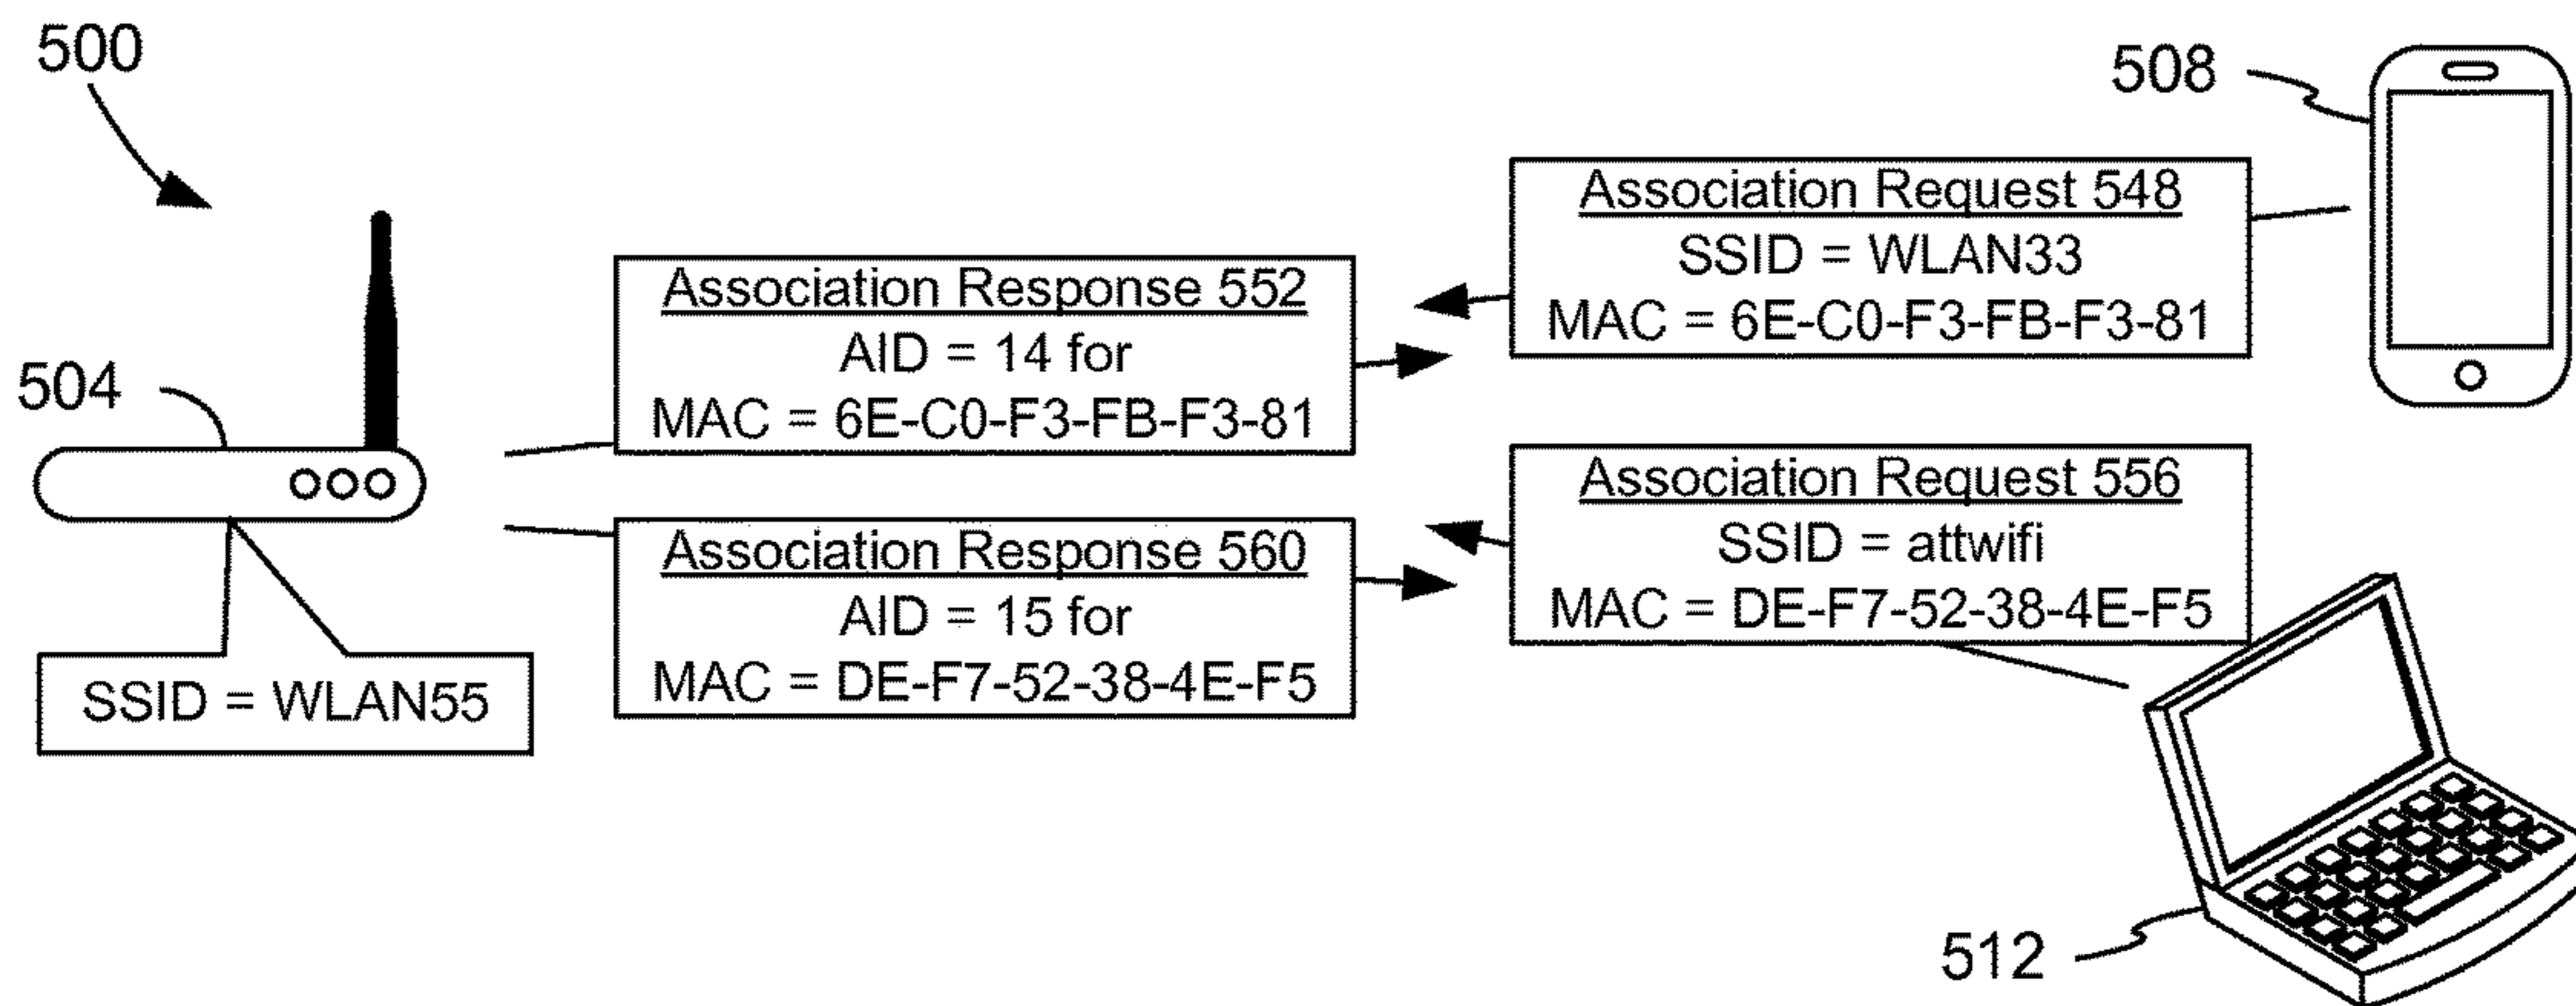 500
508
Association Request 548
SSID = WLAN33
MAC = 6E-C0-F3-FB-F3-81
Association Response 552
AID = 14 for
MAC = 6E-C0-F3-FB-F3-81
504
Association Request 556
SSID = attwifi
MAC = DE-F7-52-38-4E-F5
Association Response 560
AID = 15 for
MAC = DE-F7-52-38-4E-F5
SSID = WLAN55
512